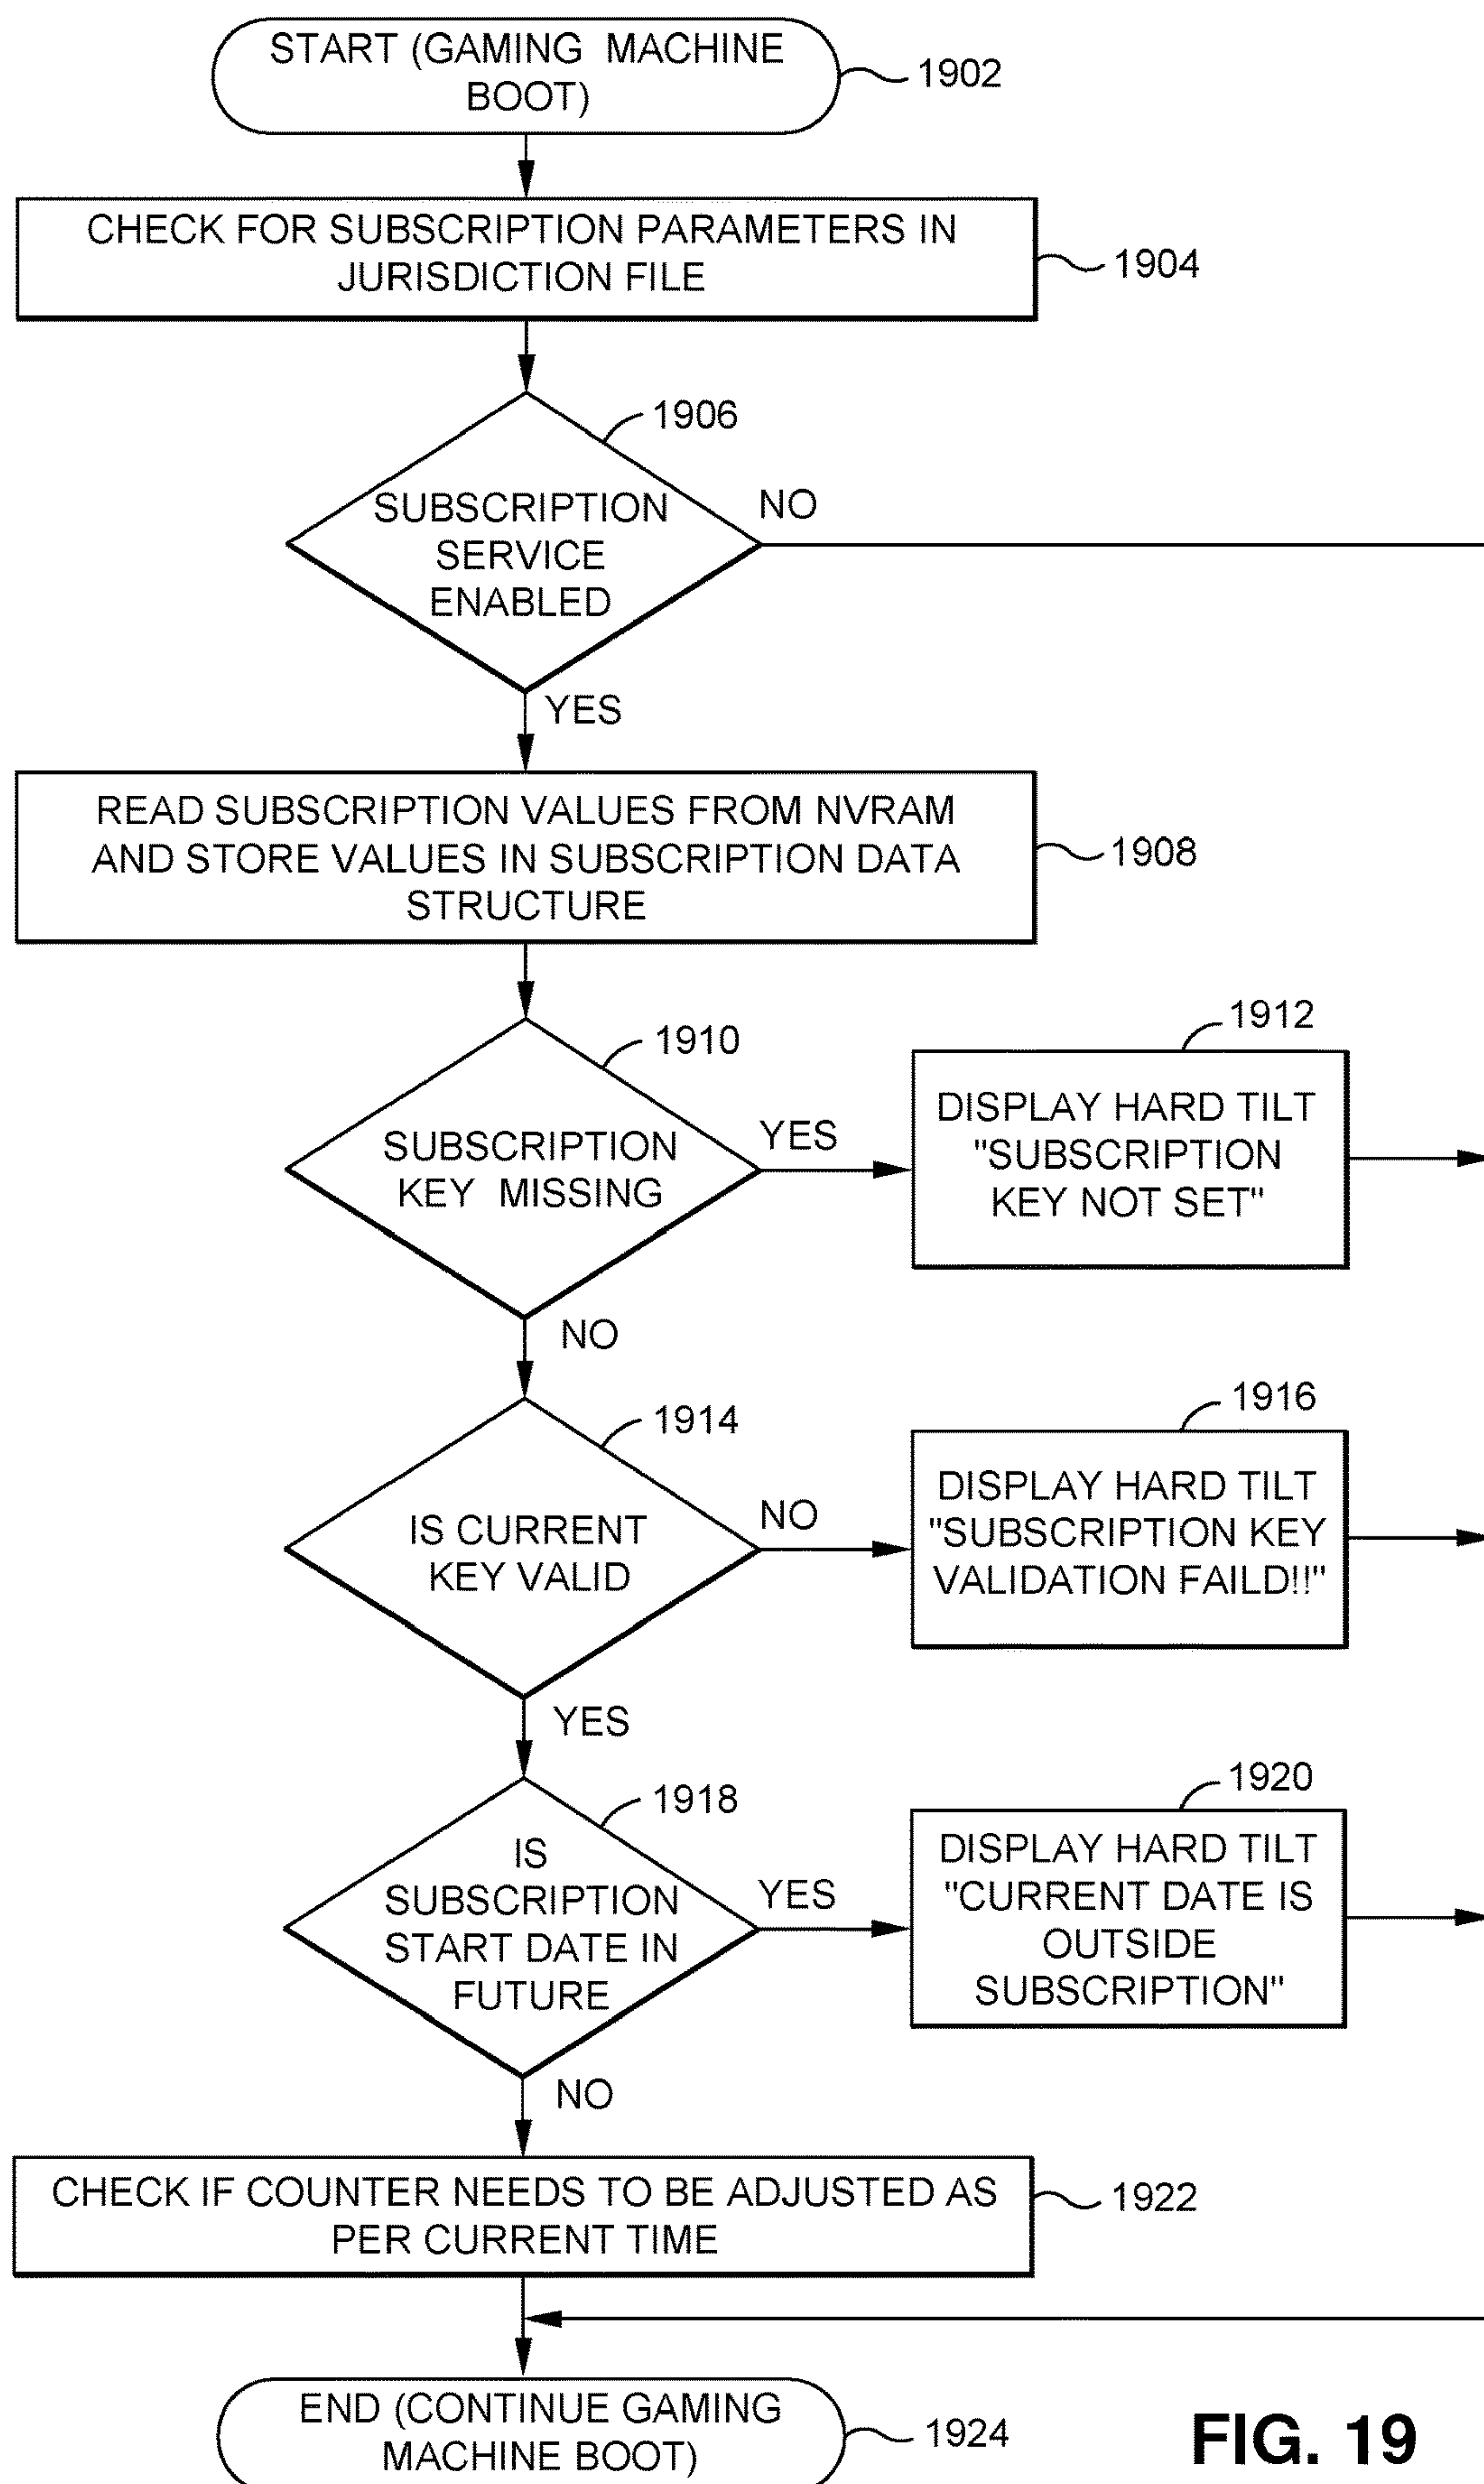 START (GAMING MACHINE
BOOT)
1902
CHECK FOR SUBSCRIPTION PARAMETERS IN
JURISDICTION FILE
1904
1906
SUBSCRIPTION
SERVICE
ENABLED
NO
YES
READ SUBSCRIPTION VALUES FROM NVRAM
AND STORE VALUES IN SUBSCRIPTION DATA
STRUCTURE
1908
1910
SUBSCRIPTION
KEY MISSING
YES
1912
DISPLAY HARD TILT
"SUBSCRIPTION
KEY NOT SET"
NO
1914
IS CURRENT
KEY VALID
NO
1916
DISPLAY HARD TILT
"SUBSCRIPTION KEY
VALIDATION FAILD!!"
YES
1918
IS
SUBSCRIPTION
START DATE IN
FUTURE
YES
1920
DISPLAY HARD TILT
"CURRENT DATE IS
OUTSIDE
SUBSCRIPTION"
NO
CHECK IF COUNTER NEEDS TO BE ADJUSTED AS
PER CURRENT TIME
1922
END (CONTINUE GAMING
MACHINE BOOT)
1924
FIG. 19